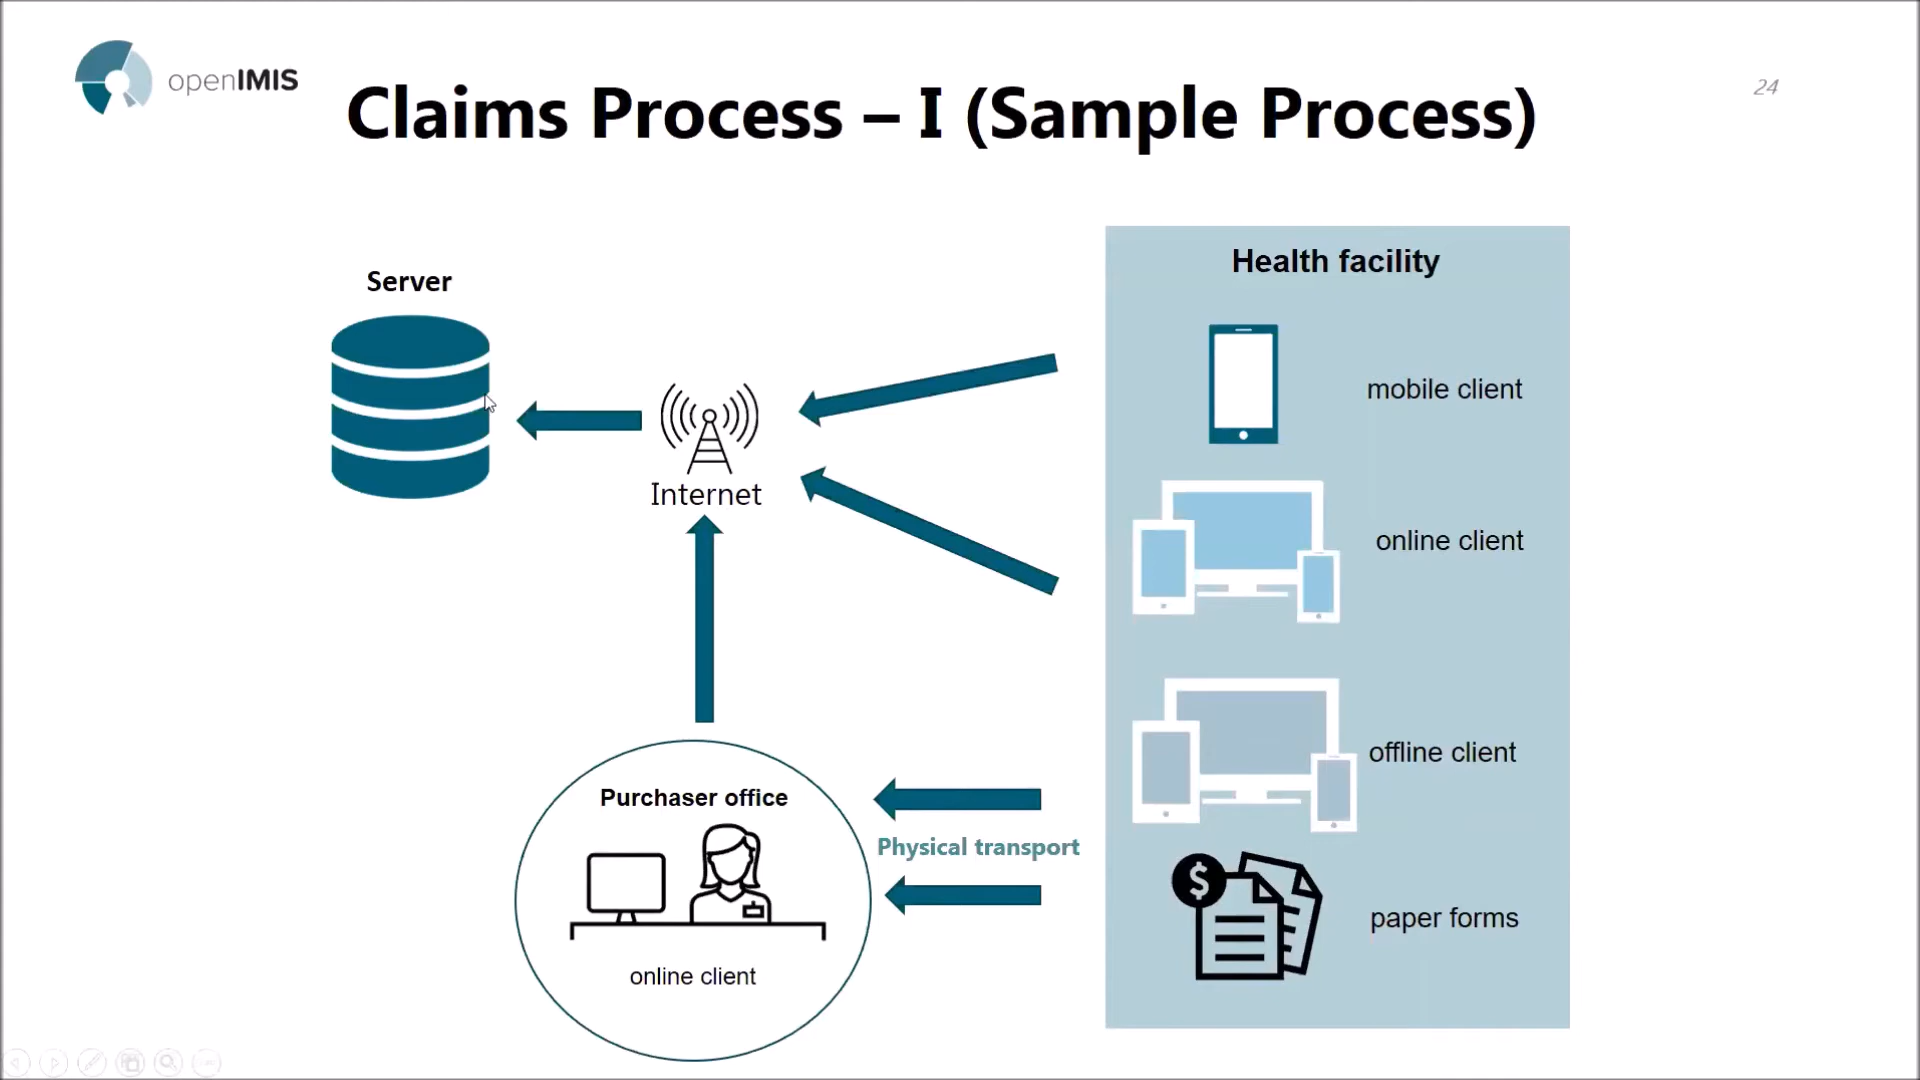 openIMIS
Claims Process – I (Sample Process)
24
Server
Internet
Health facility
mobile client
online client
offline client
paper forms
Physical transport
Purchaser office
online client
$